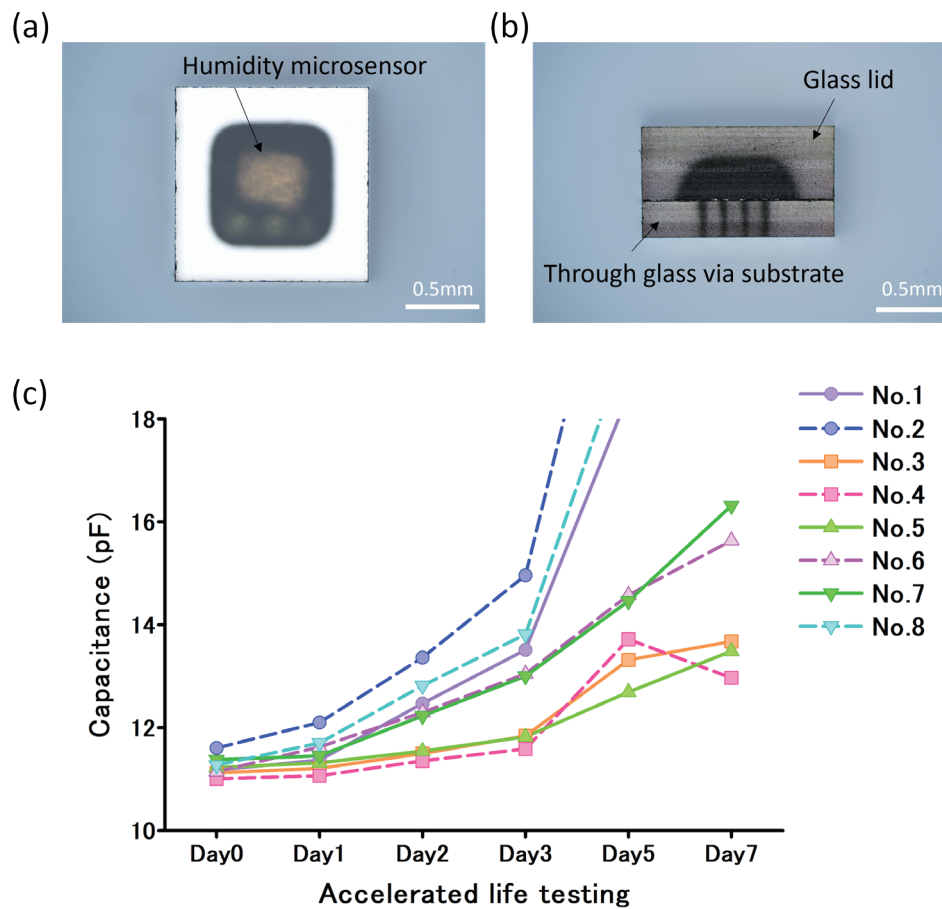 (a)
(b)
Humidity microsensor
0.5mm
Glass lid
Through glass via substrate
0.5mm
(c)
Capacitance (pF)
18
16
14
12
10
Day0 Day1 Day2 Day3 Day5 Day7
Accelerated life testing
No.1
No.2
No.3
No.4
No.5
No.6
No.7
No.8